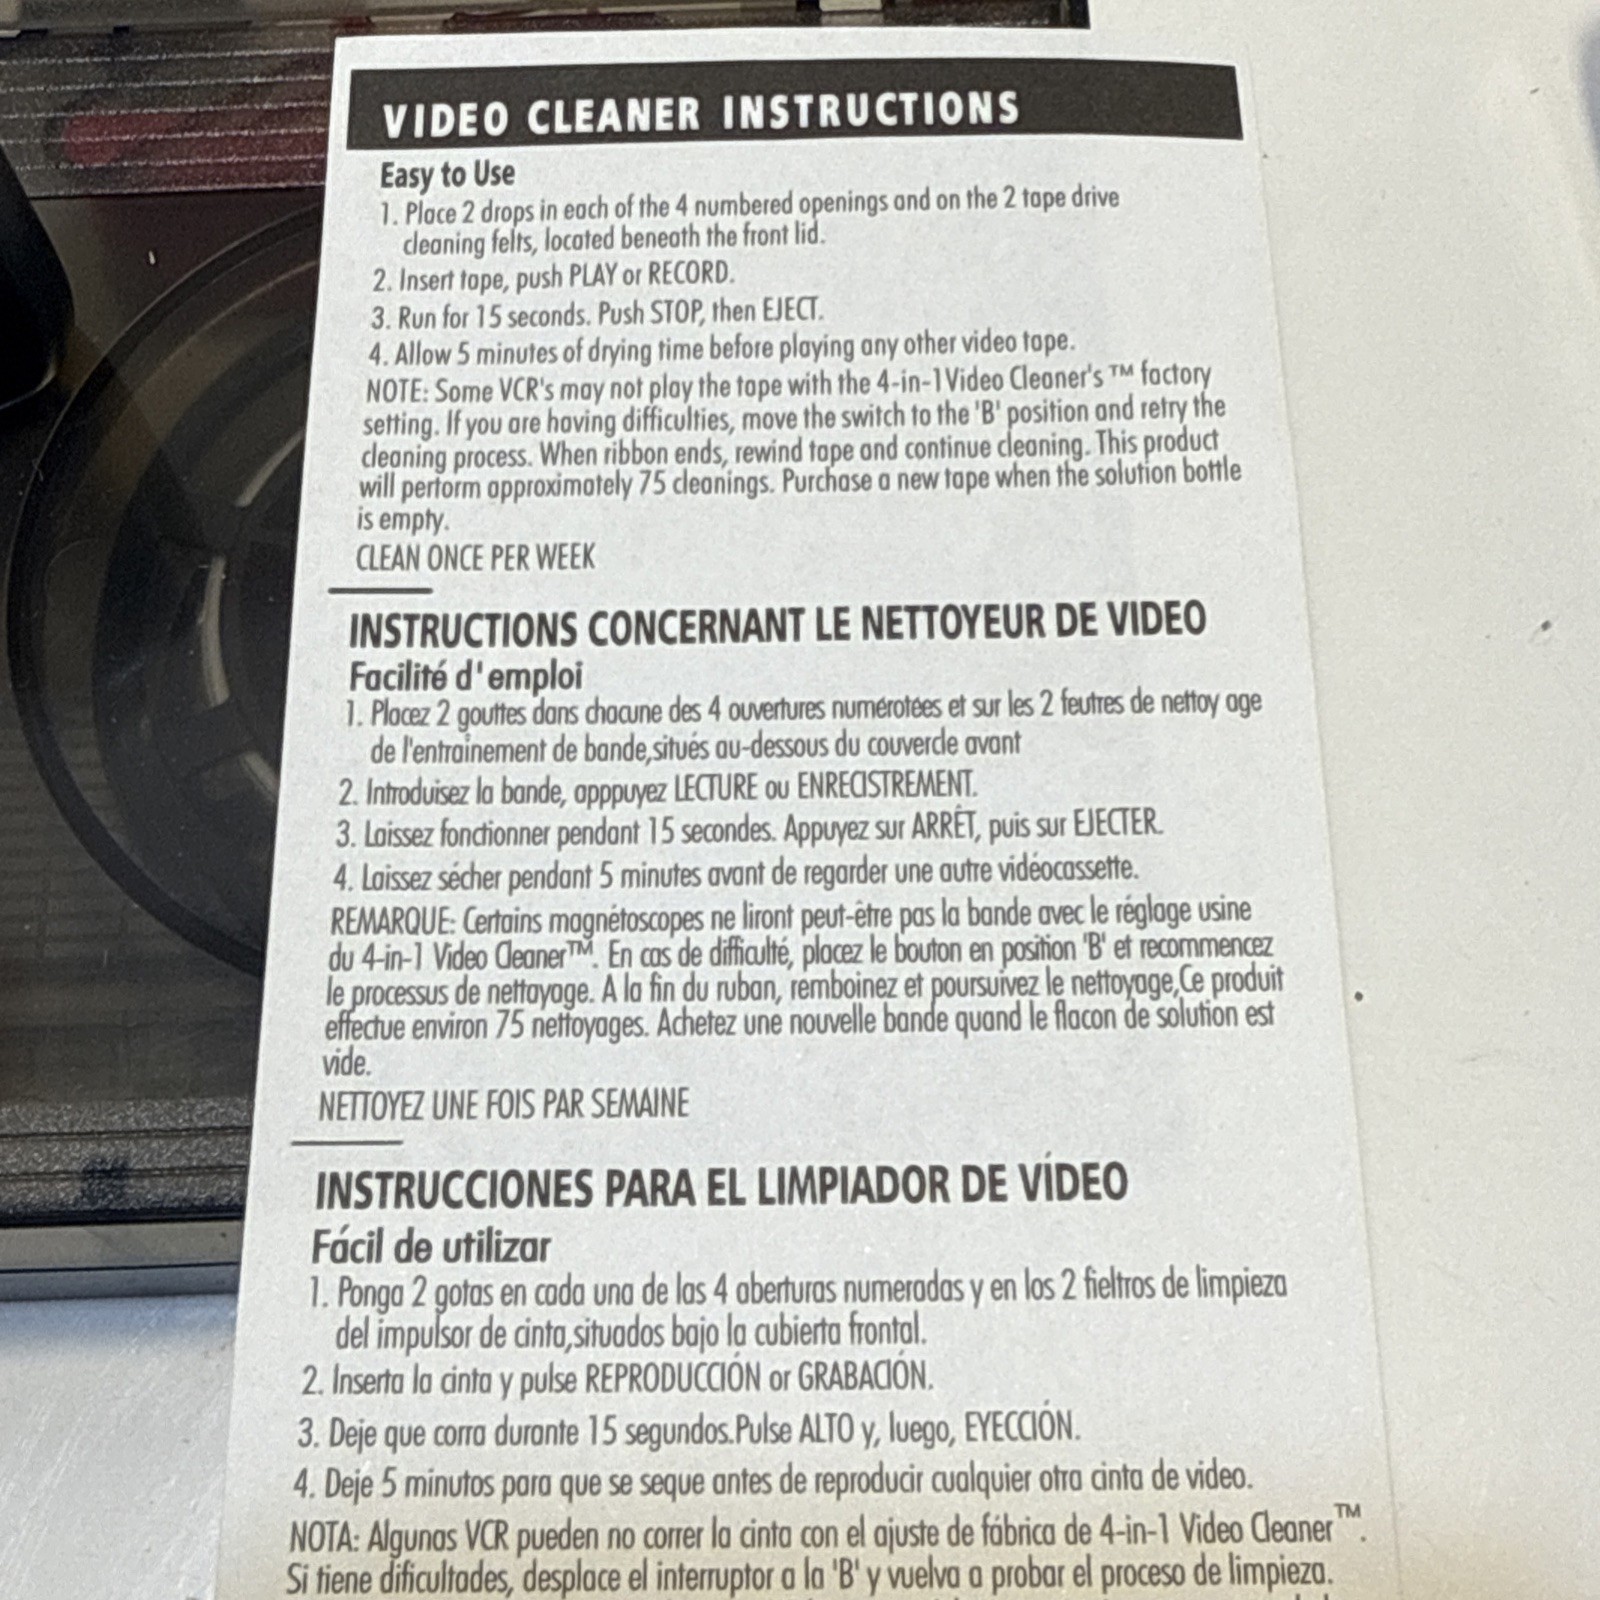 VIDEO CLEANER INSTRUCTIONS
Easy to Use
1. Place 2 drops in each of the 4 numbered openings and on the 2 tape drive
cleaning felts, located beneath the front lid.
2. Insert tape, push PLAY or RECORD.
3. Run for 15 seconds. Push STOP, then EJECT.
4. Allow 5 minutes of drying time before playing any other video tape.
NOTE: Some VCR's may not play the tape with the 4-in-1 Video Cleaner's ™ factory
setting. If you are having difficulties, move the switch to the 'B' position and retry the
cleaning process. When ribbon ends, rewind tape and continue cleaning. This product
will perform approximately 75 cleanings. Purchase a new tape when the solution bottle
is empty.
CLEAN ONCE PER WEEK
INSTRUCTIONS CONCERNANT LE NETTOYEUR DE VIDEO
Facilité d'emploi
1. Placez 2 gouttes dans chacune des 4 ouvertures numérotées et sur les 2 feutres de nettoy age
de l'entraînement de bande,situés au-dessous du couvercle avant
2. Introduisez la bande, apppuyez LECTURE ou ENRECISTREMENT.
3. Laissez fonctionner pendant 15 secondes. Appuyez sur ARRÊT, puis sur EJECTER.
4. Laissez sécher pendant 5 minutes avant de regarder une autre vidéocassette.
REMARQUE: Certains magnétoscopes ne liront peut-être pas la bande avec le réglage usine
du 4-in-1 Video Cleaner™. En cas de difficulté, placez le bouton en position 'B' et recommencez
le processus de nettoyage. A la fin du ruban, remboinez et poursuivez le nettoyage,Ce produit
effectue environ 75 nettoyages. Achetez une nouvelle bande quand le flacon de solution est
vide.
NETTOYEZ UNE FOIS PAR SEMAINE
INSTRUCCIONES PARA EL LIMPIADOR DE VÍDEO
Fácil de utilizar
1. Ponga 2 gotas en cada una de las 4 aberturas numeradas y en los 2 fieltros de limpieza
del impulsor de cinta,situados bajo la cubierta frontal.
2. Inserta la cinta y pulse REPRODUCCIÓN or GRABACIÓN.
3. Deje que corra durante 15 segundos.Pulse ALTO y, luego, EYECCIÓN.
4. Deje 5 minutos para que se seque antes de reproducir cualquier otra cinta de video.
NOTA: Algunas VCR pueden no correr la cinta con el ajuste de fábrica de 4-in-1 Video Cleaner™.
Si tiene dificultades, desplace el interruptor a la 'B' y vuelva a probar el proceso de limpieza.